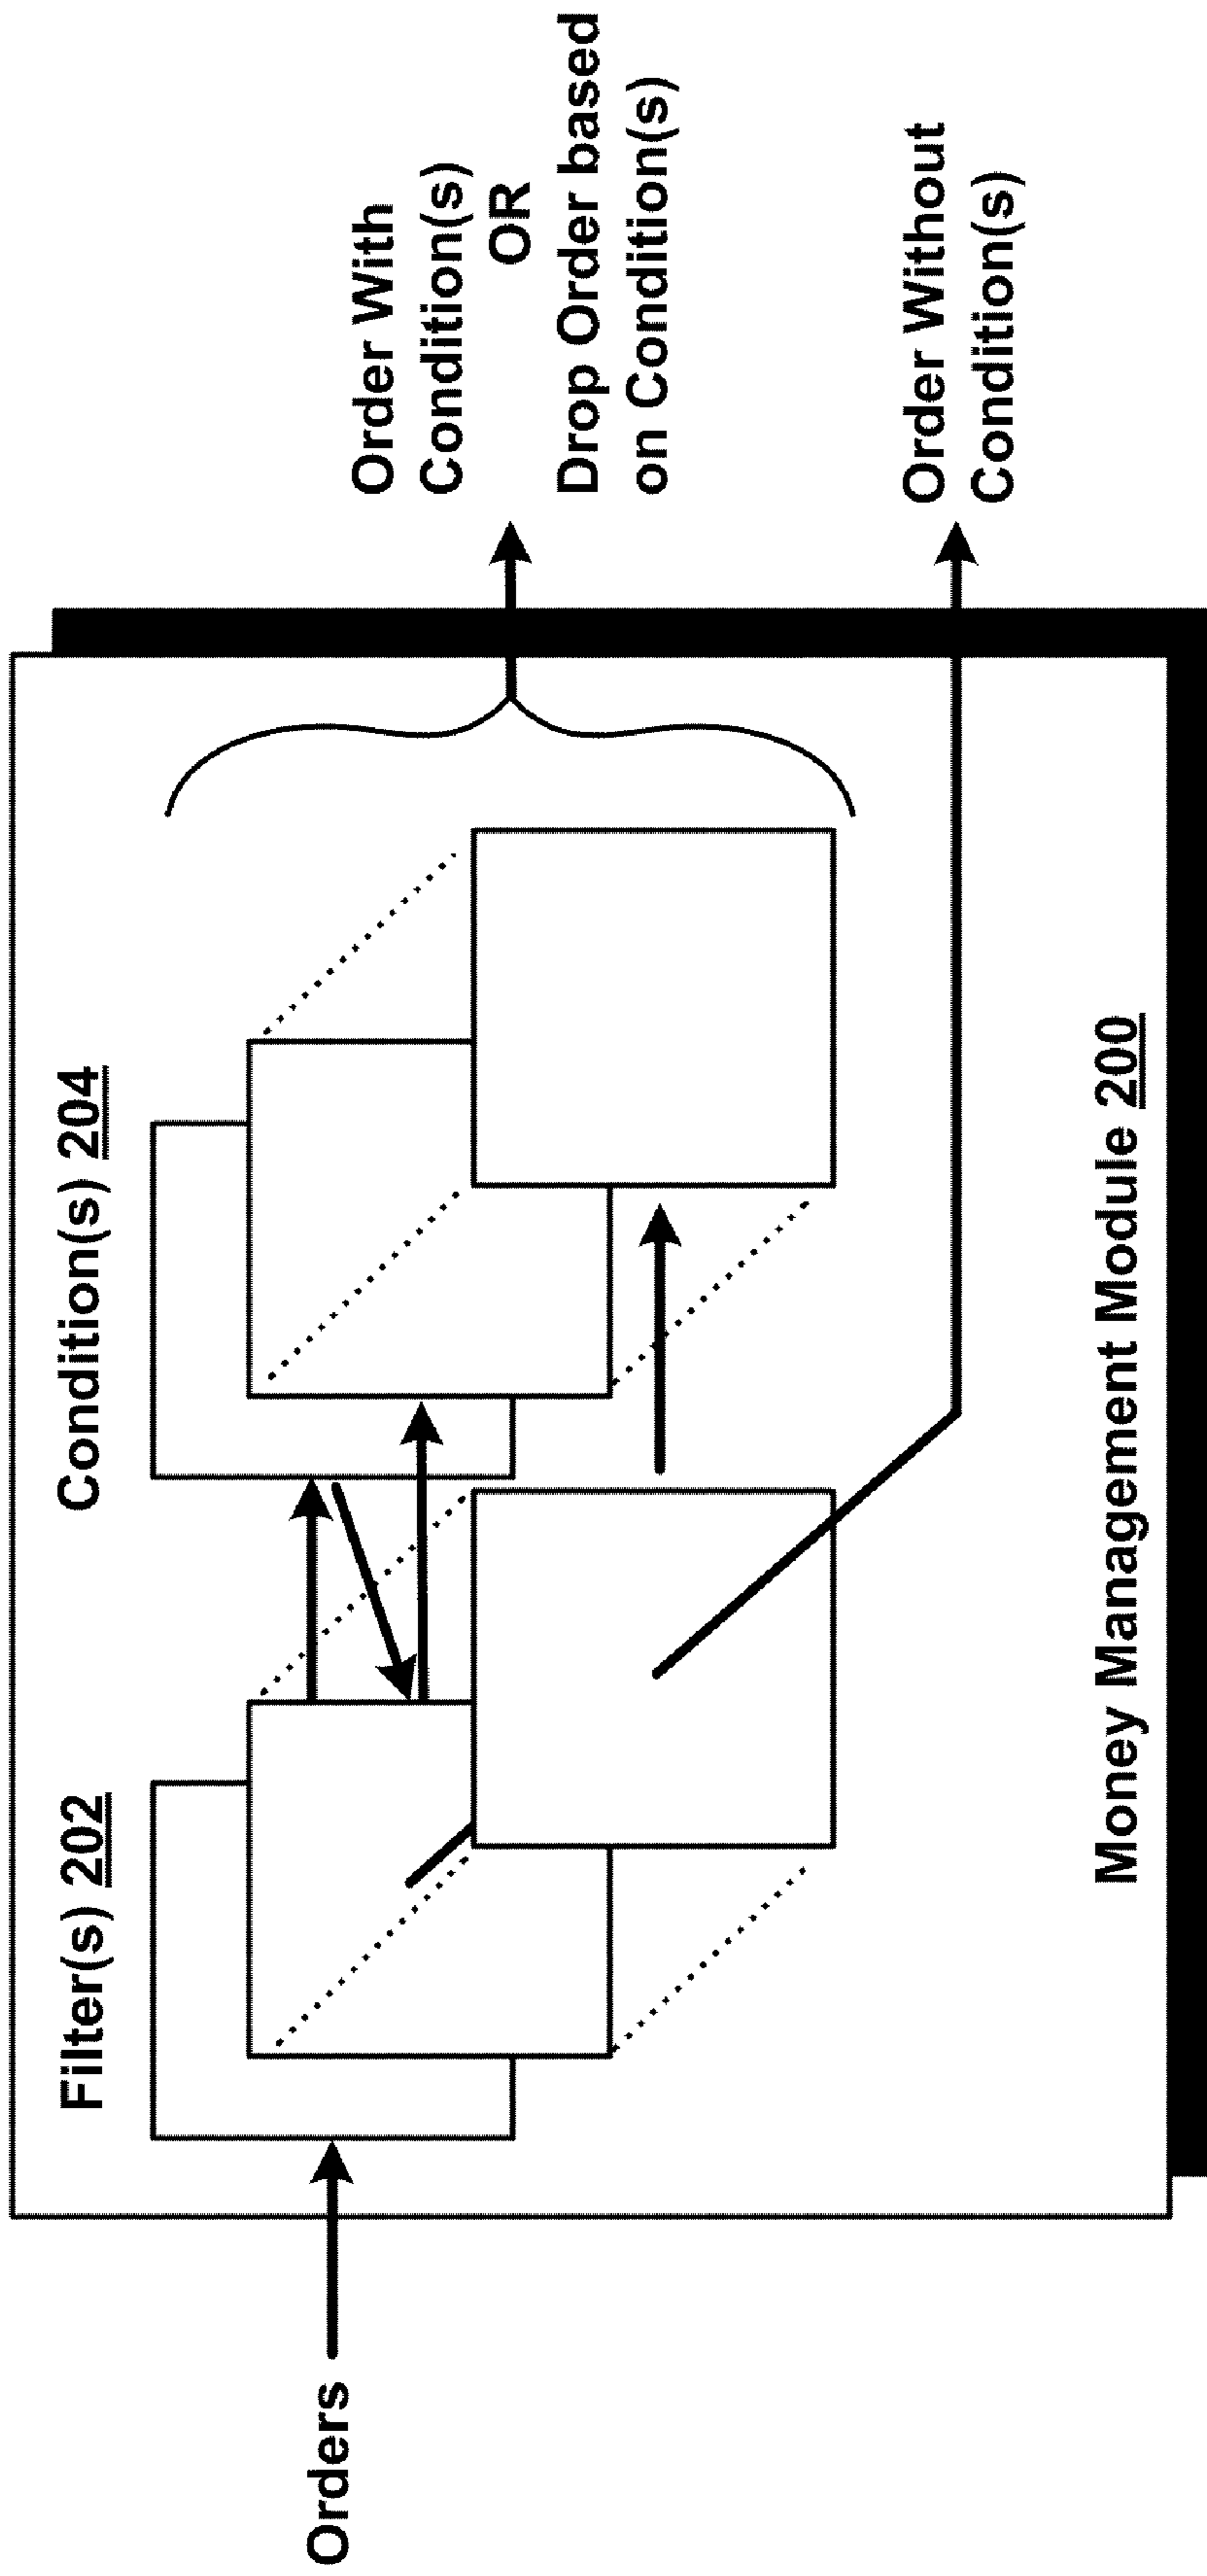 Filter(s) 202
Condition(s) 204
Orders
Order With
Condition(s)
OR
Drop Order based
on Condition(s)
Order Without
Condition(s)
Money Management Module 200